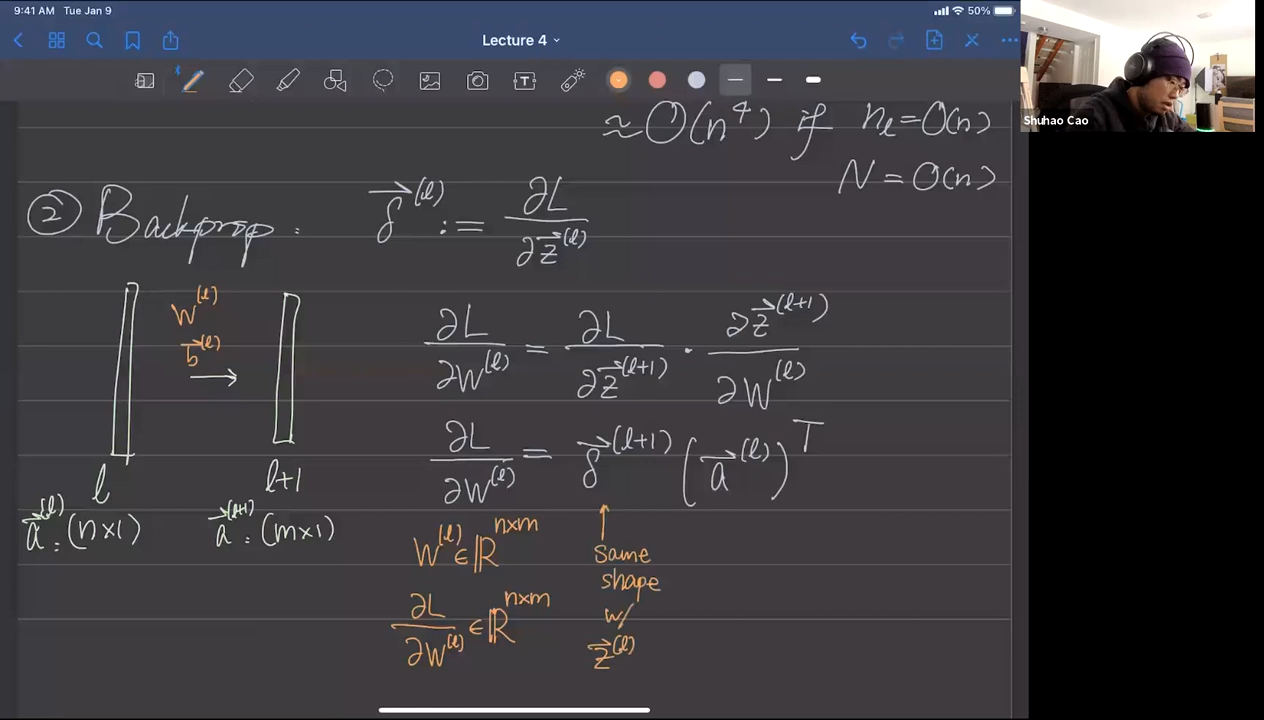 9:41 AM Tue Jan 9
50%
Lecture 4
Shuhao Cao
≈ O(n⁴) if n_ℓ = O(n)
N = O(n)
② Backprop : δ⃗^(ℓ) := ∂L/∂z⃗^(ℓ)
W^(ℓ)
b⃗^(ℓ)
→
ℓ
ℓ+1
a⃗^(ℓ) : (n×1)
a⃗^(ℓ+1) : (m×1)
∂L/∂W^(ℓ) = ∂L/∂z⃗^(ℓ+1) · ∂z⃗^(ℓ+1)/∂W^(ℓ)
∂L/∂W^(ℓ) = δ⃗^(ℓ+1) (a⃗^(ℓ))^T
W^(ℓ) ∈ ℝ^(n×m)
∂L/∂W^(ℓ) ∈ ℝ^(n×m)
↑
same
shape
w/
z⃗^(ℓ)